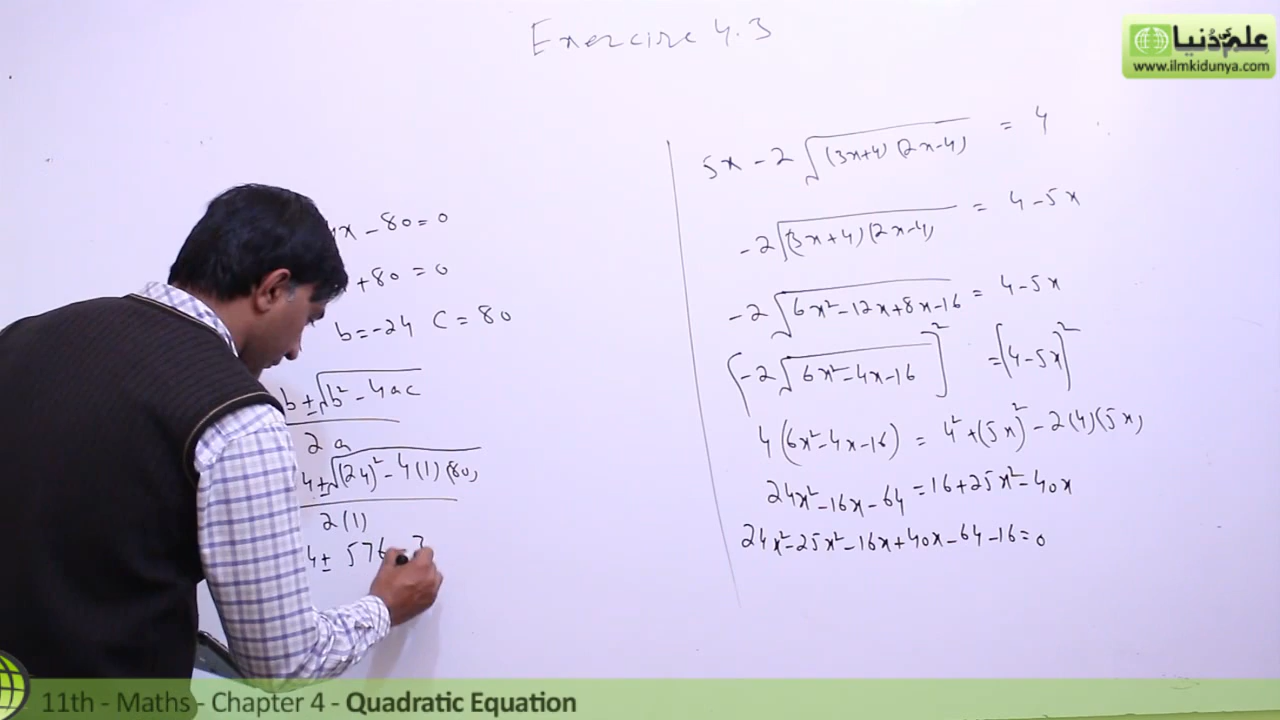 Exercise 4.3
علم کی دُنیا
www.ilmkidunya.com
x - 80 = 0
+ 80 = 0
b = -24 C = 80
b ± √b² - 4ac
2a
4 ± √(24)² - 4(1)(80)
2(1)
4 ± 576 -
5x - 2√(3x+4)(2x-4) = 4
-2√(3x+4)(2x-4) = 4 - 5x
-2√6x² - 12x + 8x - 16 = 4 - 5x
[-2√6x² - 4x - 16]² = [4 - 5x]²
4(6x² - 4x - 16) = 4² + (5x)² - 2(4)(5x)
24x² - 16x - 64 = 16 + 25x² - 40x
24x² - 25x² - 16x + 40x - 64 - 16 = 0
11th - Maths - Chapter 4 - Quadratic Equation